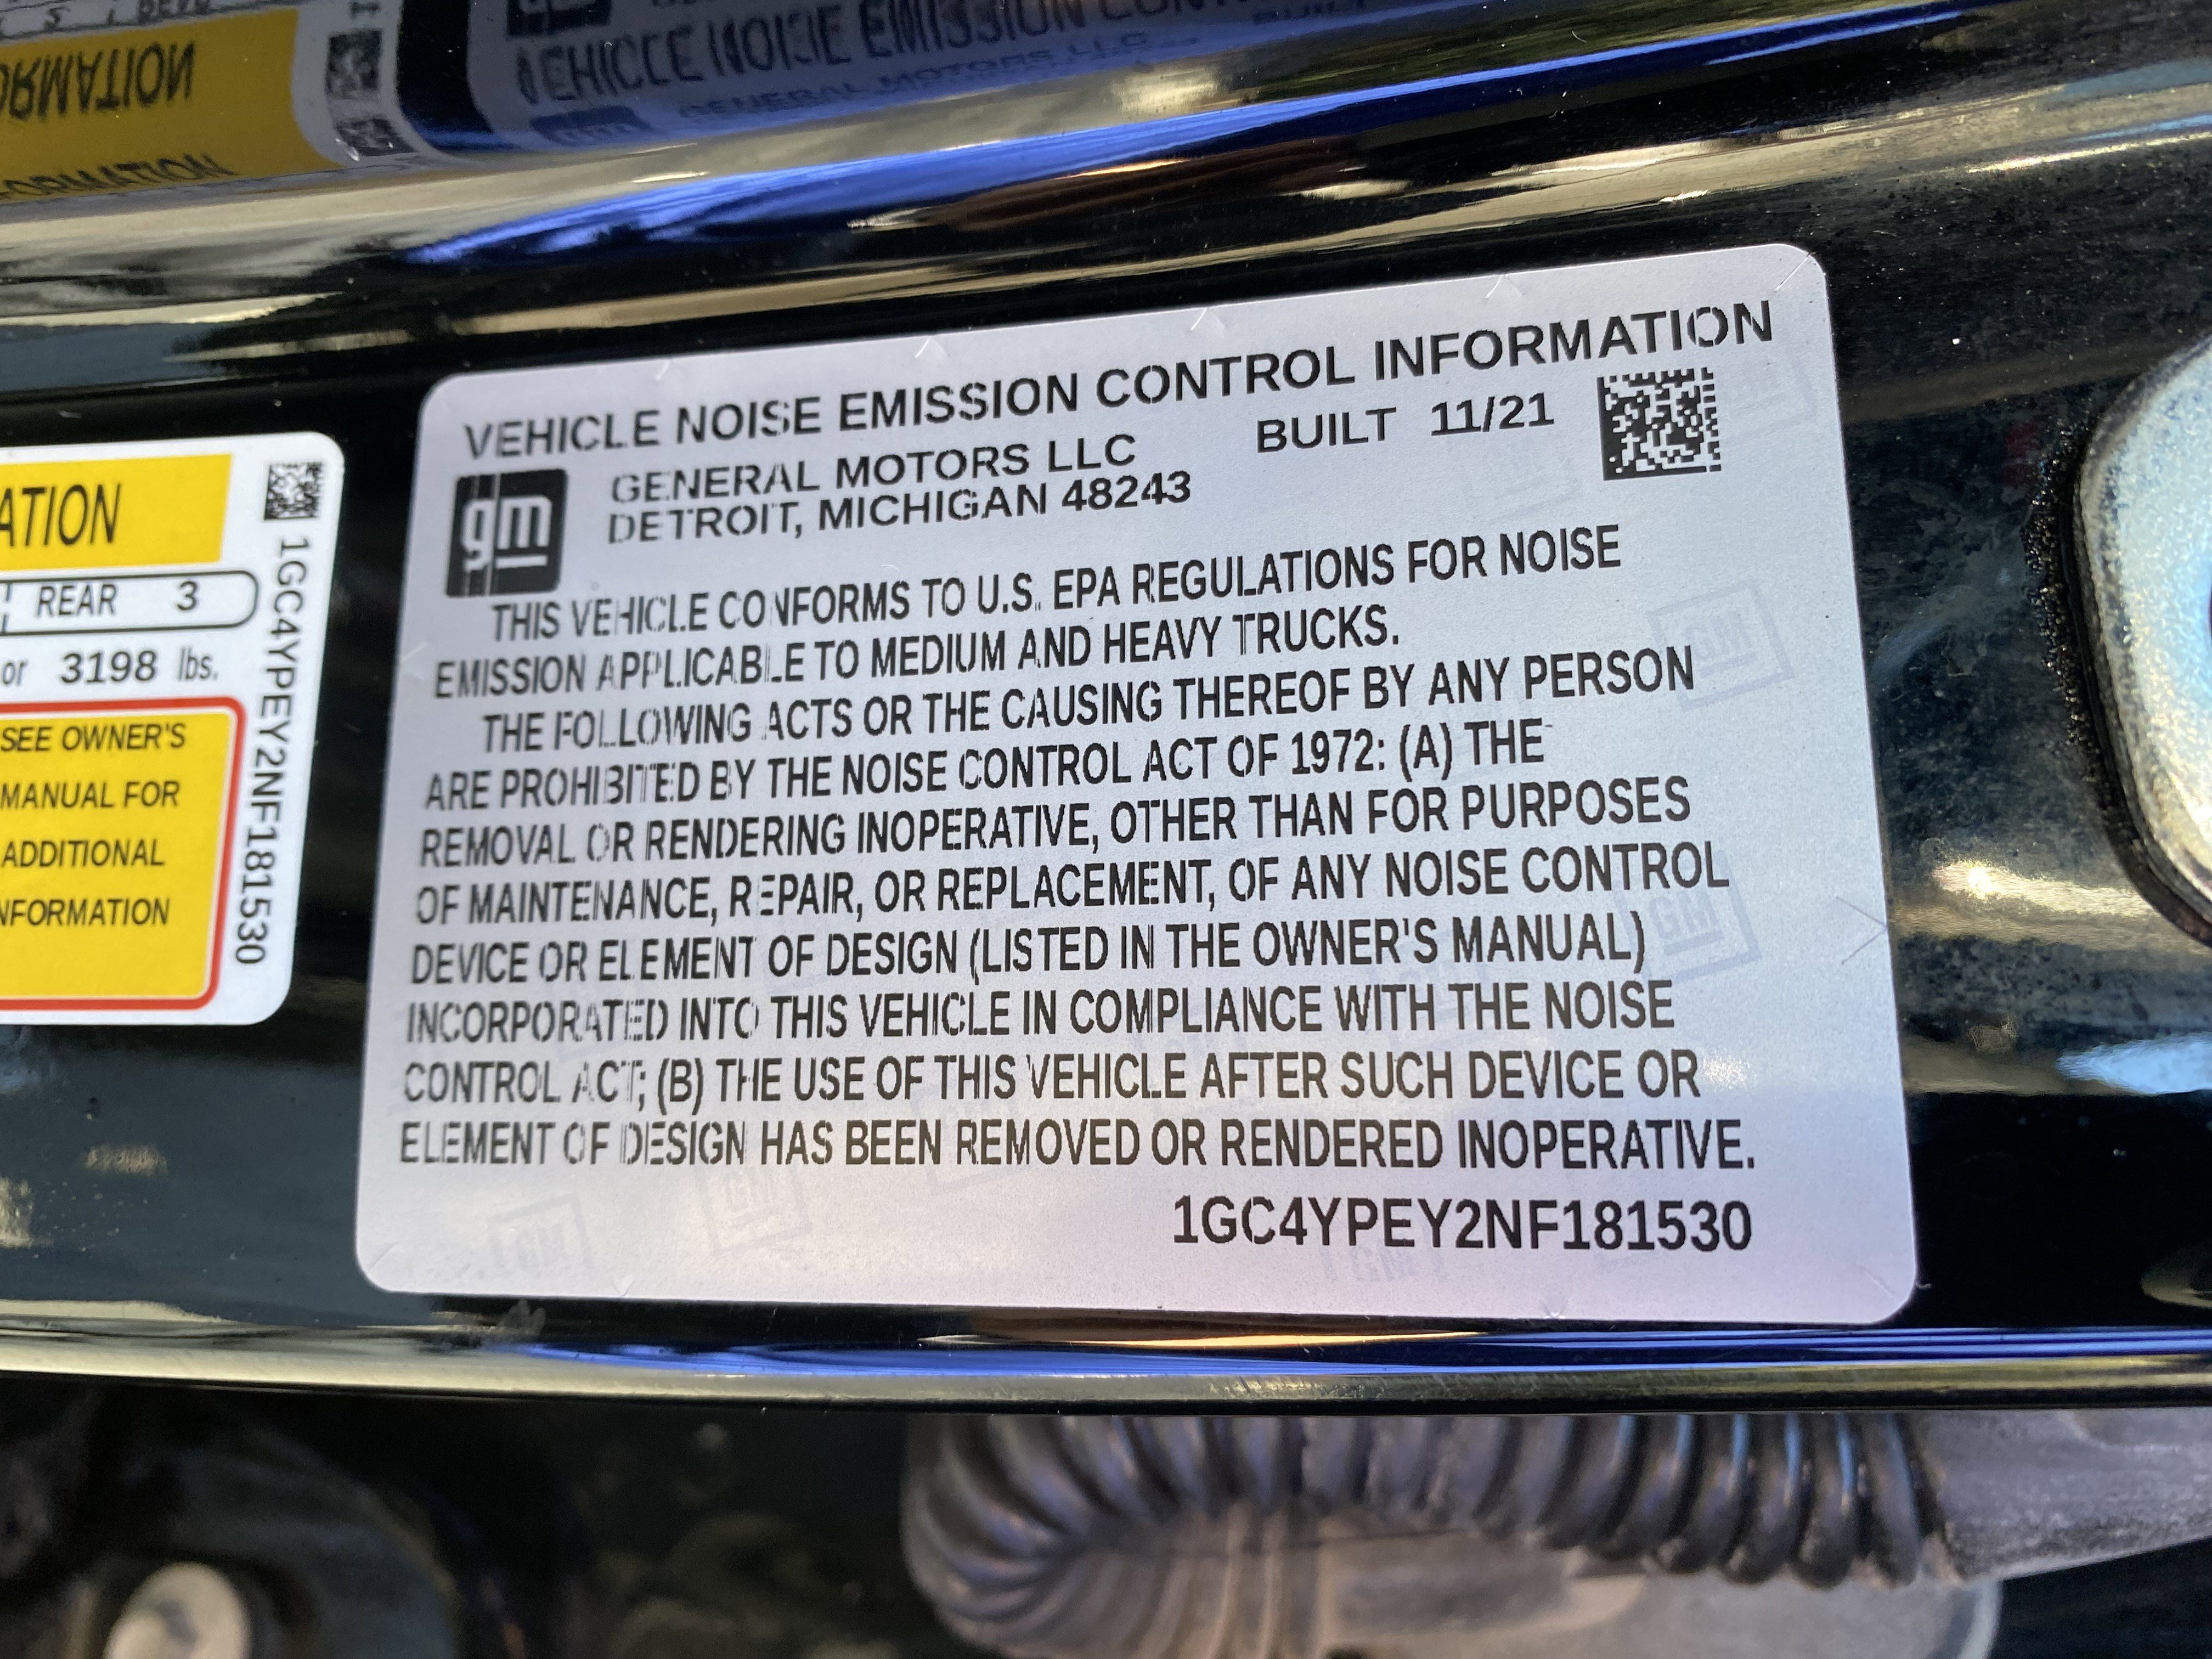 VEHICLE NOISE EMISSION CONTROL INFORMATION
gm
GENERAL MOTORS LLC
DETROIT, MICHIGAN 48243
BUILT 11/21
THIS VEHICLE CONFORMS TO U.S. EPA REGULATIONS FOR NOISE
EMISSION APPLICABLE TO MEDIUM AND HEAVY TRUCKS.
THE FOLLOWING ACTS OR THE CAUSING THEREOF BY ANY PERSON
ARE PROHIBITED BY THE NOISE CONTROL ACT OF 1972: (A) THE
REMOVAL OR RENDERING INOPERATIVE, OTHER THAN FOR PURPOSES
OF MAINTENANCE, REPAIR, OR REPLACEMENT, OF ANY NOISE CONTROL
DEVICE OR ELEMENT OF DESIGN (LISTED IN THE OWNER'S MANUAL)
INCORPORATED INTO THIS VEHICLE IN COMPLIANCE WITH THE NOISE
CONTROL ACT; (B) THE USE OF THIS VEHICLE AFTER SUCH DEVICE OR
ELEMENT OF DESIGN HAS BEEN REMOVED OR RENDERED INOPERATIVE.
1GC4YPEY2NF181530
ATION
REAR 3
or 3198 lbs.
SEE OWNER'S
MANUAL FOR
ADDITIONAL
NFORMATION
1GC4YPEY2NF181530